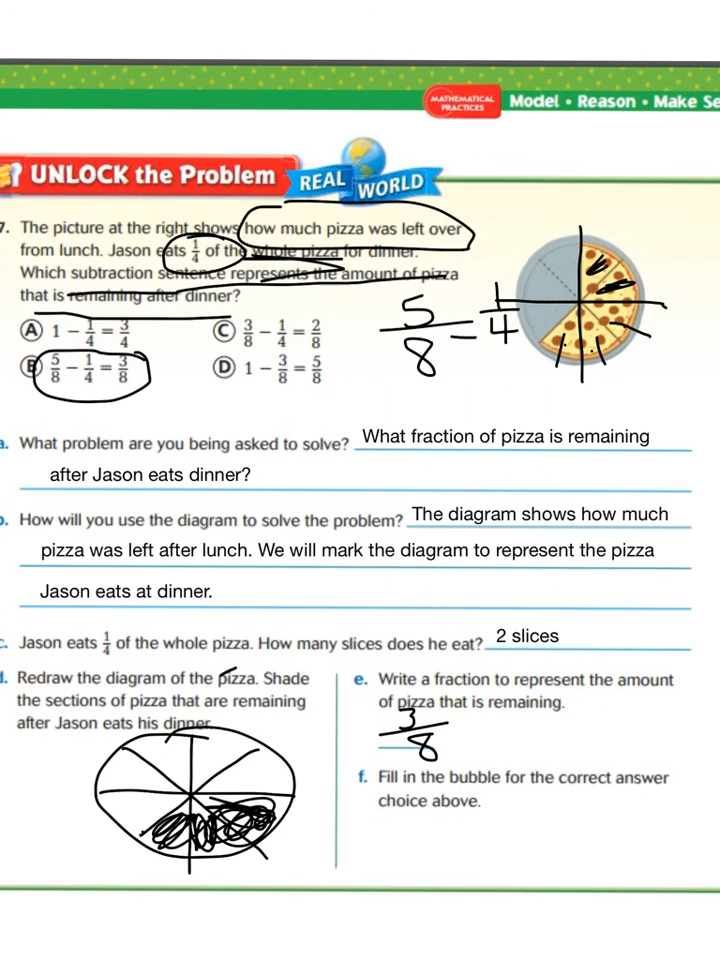 MATHEMATICAL
PRACTICES
Model • Reason • Make Se
UNLOCK the Problem
REAL
WORLD
7. The picture at the right shows how much pizza was left over
from lunch. Jason eats 1/4 of the whole pizza for dinner.
Which subtraction sentence represents the amount of pizza
that is remaining after dinner?
A 1 − 1/4 = 3/4
C 3/8 − 1/4 = 2/8
B 5/8 − 1/4 = 3/8
D 1 − 3/8 = 5/8
5/8 = 1/4
a. What problem are you being asked to solve? What fraction of pizza is remaining
after Jason eats dinner?
b. How will you use the diagram to solve the problem? The diagram shows how much
pizza was left after lunch. We will mark the diagram to represent the pizza
Jason eats at dinner.
c. Jason eats 1/4 of the whole pizza. How many slices does he eat? 2 slices
d. Redraw the diagram of the pizza. Shade
the sections of pizza that are remaining
after Jason eats his dinner.
e. Write a fraction to represent the amount
of pizza that is remaining.
3/8
f. Fill in the bubble for the correct answer
choice above.